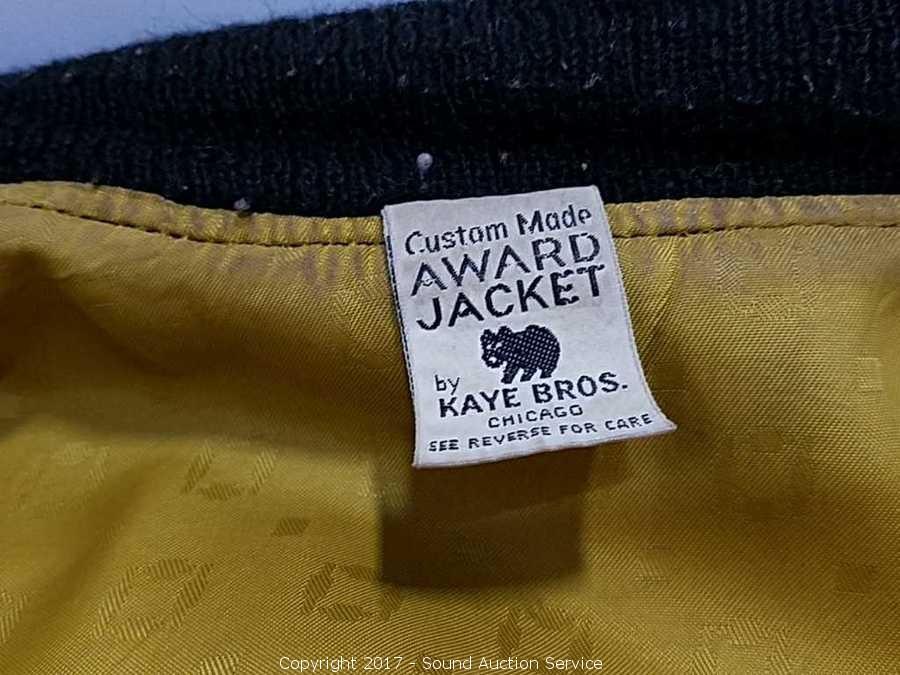 Custom Made
AWARD
JACKET
by
KAYE BROS.
CHICAGO
SEE REVERSE FOR CARE
Copyright 2017 - Sound Auction Service